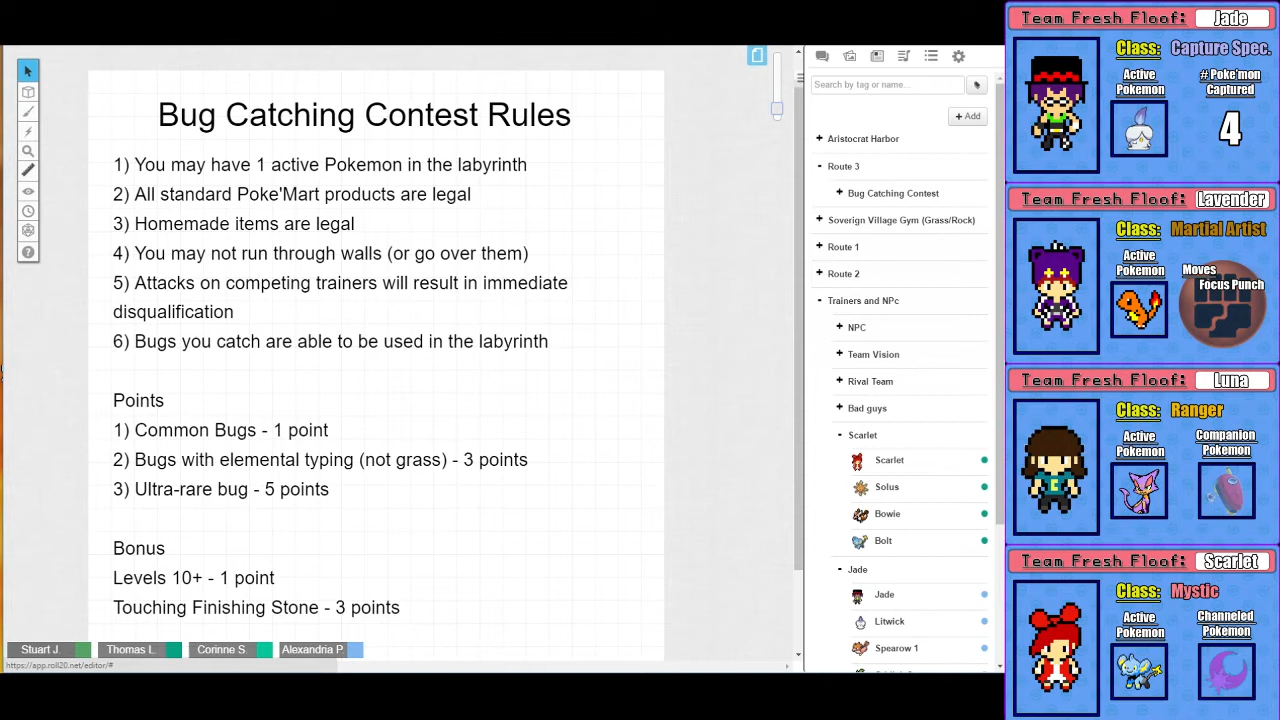 Bug Catching Contest Rules
1) You may have 1 active Pokemon in the labyrinth
2) All standard Poke'Mart products are legal
3) Homemade items are legal
4) You may not run through walls (or go over them)
5) Attacks on competing trainers will result in immediate
disqualification
6) Bugs you catch are able to be used in the labyrinth
Points
1) Common Bugs - 1 point
2) Bugs with elemental typing (not grass) - 3 points
3) Ultra-rare bug - 5 points
Bonus
Levels 10+ - 1 point
Touching Finishing Stone - 3 points
Stuart J.
Thomas L.
Corinne S.
Alexandria P.
https://app.roll20.net/editor/#
Search by tag or name...
+ Add
+ Aristocrat Harbor
- Route 3
+ Bug Catching Contest
+ Soverign Village Gym (Grass/Rock)
+ Route 1
+ Route 2
- Trainers and NPc
+ NPC
+ Team Vision
+ Rival Team
+ Bad guys
- Scarlet
Scarlet
Solus
Bowie
Bolt
- Jade
Jade
Litwick
Spearow 1
Team Fresh Floof: Jade
Class: Capture Spec.
Active
Pokemon
# Poke'mon
Captured
4
Team Fresh Floof: Lavender
Class: Martial Artist
Active
Pokemon
Moves
Focus Punch
Team Fresh Floof: Luna
Class: Ranger
Active
Pokemon
Companion
Pokemon
E
Team Fresh Floof: Scarlet
Class: Mystic
Active
Pokemon
Channeled
Pokemon